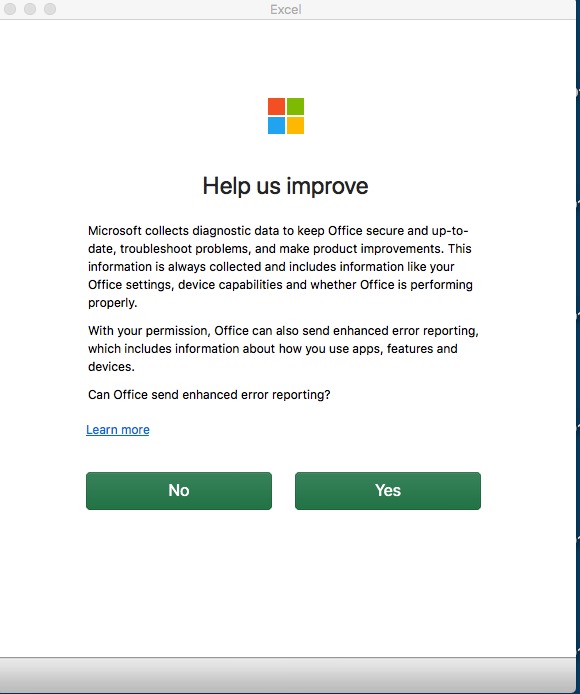 Excel
Help us improve
Microsoft collects diagnostic data to keep Office secure and up-to-
date, troubleshoot problems, and make product improvements. This
information is always collected and includes information like your
Office settings, device capabilities and whether Office is performing
properly.
With your permission, Office can also send enhanced error reporting,
which includes information about how you use apps, features and
devices.
Can Office send enhanced error reporting?
Learn more
No
Yes